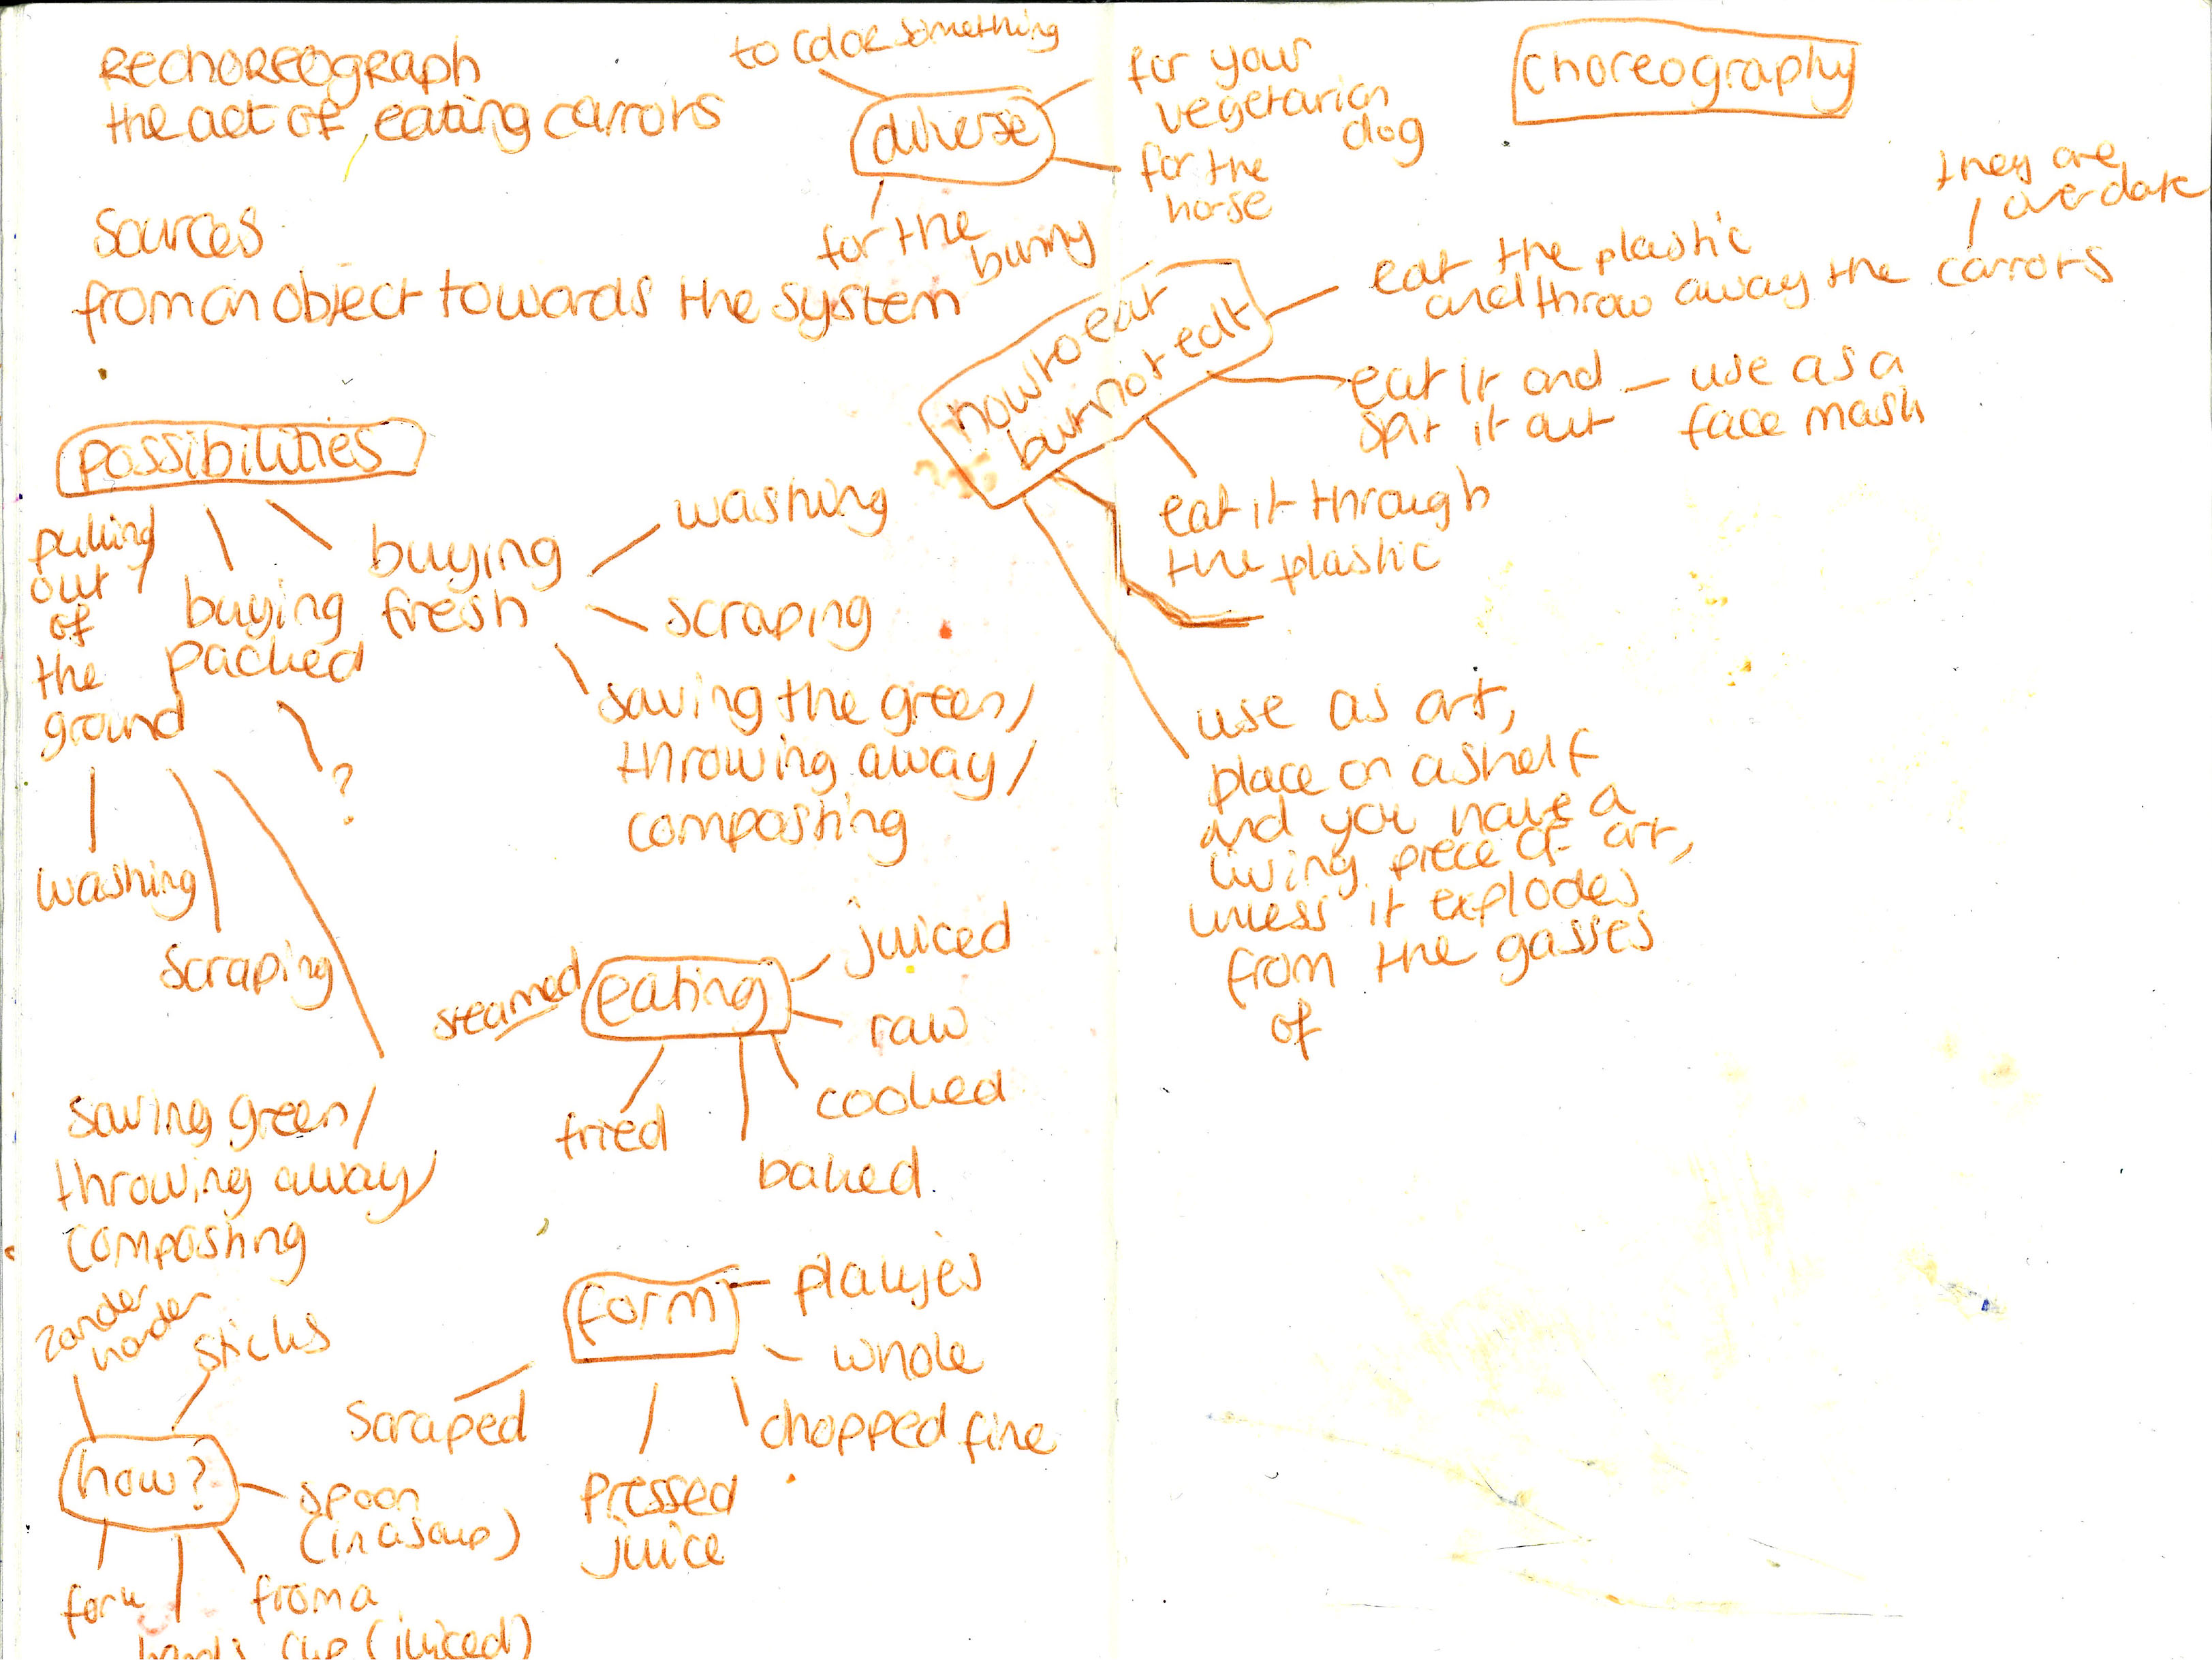 Rechoreograph
the act of eating carrots
Sources
from an object towards the system
to color something
diverse
for your
vegetarian
dog
for the
horse
for the
bunny
choreography
they are
over date
how to eat
but not eat
eat the plastic
and throw away the carrots
eat it and
spit it out
use as a
face mask
eat it through
the plastic
use as art,
place on a shelf
and you have a
living piece of art,
unless it explodes
from the gasses
of
possibilities
pulling
out
of
the
ground
buying
packed
?
buying
fresh
washing
scraping
saving the green/
throwing away/
composting
washing
scraping
saving green/
throwing away/
composting
eating
steamed
juiced
raw
cooked
baked
fried
form
plakjes
whole
chopped fine
pressed
juice
scraped
how?
zonder
handen
sticks
spoon
(in a soup)
fork
hands
from a
cup (juiced)